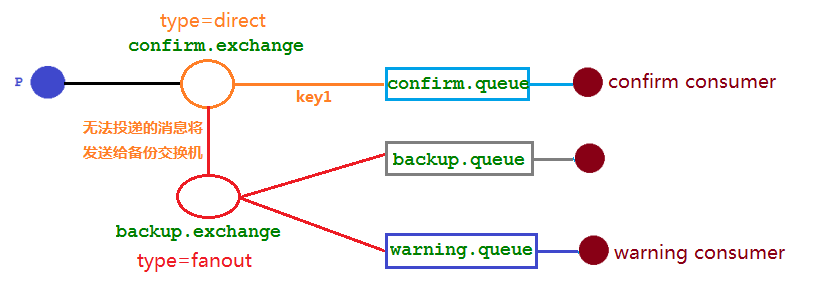 type=direct
confirm.exchange
P
confirm.queue
confirm consumer
key1
无法投递的消息将
发送给备份交换机
backup.queue
backup.exchange
type=fanout
warning.queue
warning consumer